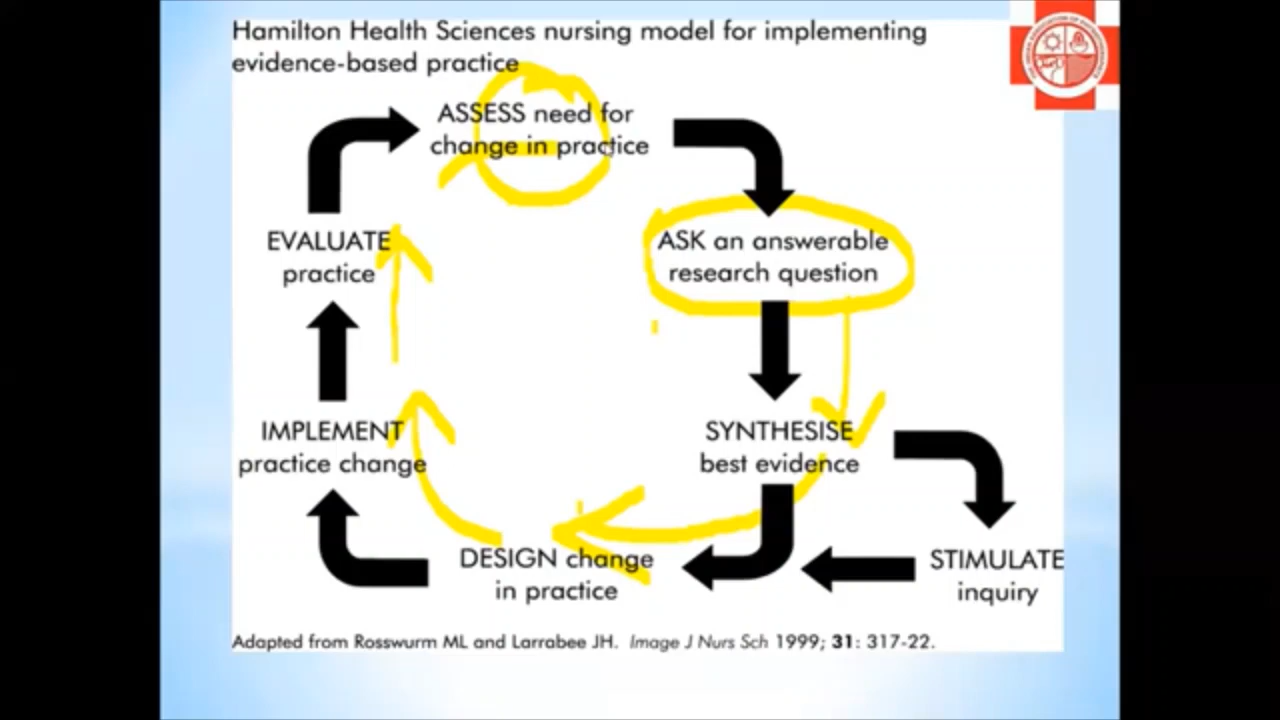 Hamilton Health Sciences nursing model for implementing
evidence-based practice
ASSESS need for
change in practice
ASK an answerable
research question
EVALUATE
practice
IMPLEMENT
practice change
SYNTHESISE
best evidence
DESIGN change
in practice
STIMULATE
inquiry
Adapted from Rosswurm ML and Larrabee JH. Image J Nurs Sch 1999; 31: 317-22.